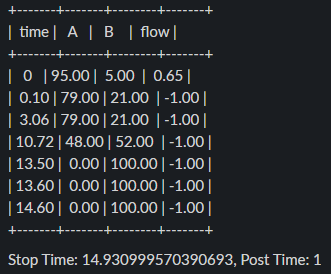 +-------+-------+-------+-------+
| time | A | B | flow |
+-------+-------+-------+-------+
| 0 | 95.00 | 5.00 | 0.65 |
| 0.10 | 79.00 | 21.00 | -1.00 |
| 3.06 | 79.00 | 21.00 | -1.00 |
| 10.72 | 48.00 | 52.00 | -1.00 |
| 13.50 | 0.00 | 100.00 | -1.00 |
| 13.60 | 0.00 | 100.00 | -1.00 |
| 14.60 | 0.00 | 100.00 | -1.00 |
+-------+-------+-------+-------+
Stop Time: 14.930999570390693, Post Time: 1